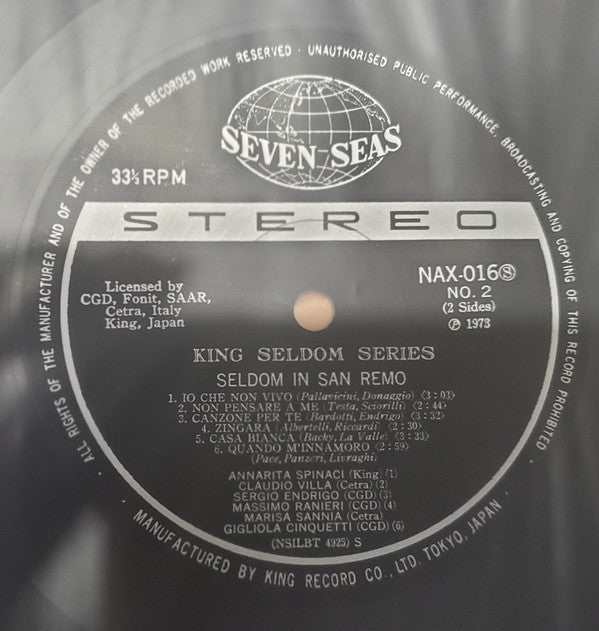 ALL RIGHTS OF THE MANUFACTURER AND OF THE OWNER OF THE RECORDED WORK RESERVED · UNAUTHORISED PUBLIC PERFORMANCE, BROADCASTING AND COPYING OF THIS RECORD PROHIBITED ·
SEVEN-SEAS
33⅓ RPM
STEREO
Licensed by
CGD, Fonit, SAAR,
Cetra, Italy
King, Japan
NAX-016Ⓢ
NO. 2
(2 Sides)
Ⓟ 1973
KING SELDOM SERIES
SELDOM IN SAN REMO
1. IO CHE NON VIVO (Pallavicini, Donaggio) (3:03)
2. NON PENSARE A ME (Testa, Sciorilli) (2:44)
3. CANZONE PER TE (Bardotti, Endrigo) (3:32)
4. ZINGARA (Albertelli, Riccardi) (2:30)
5. CASA BIANCA (Backy, La Valle) (3:33)
6. QUANDO M'INNAMORO (2:59)
(Pace, Panzeri, Livraghi)
ANNARITA SPINACI (King) (1)
CLAUDIO VILLA (Cetra) (2)
SERGIO ENDRIGO (CGD) (3)
MASSIMO RANIERI (CGD) (4)
MARISA SANNIA (Cetra)
GIGLIOLA CINQUETTI (CGD) (6)
(NSILBT 4925) S
MANUFACTURED BY KING RECORD CO., LTD. TOKYO, JAPAN ·